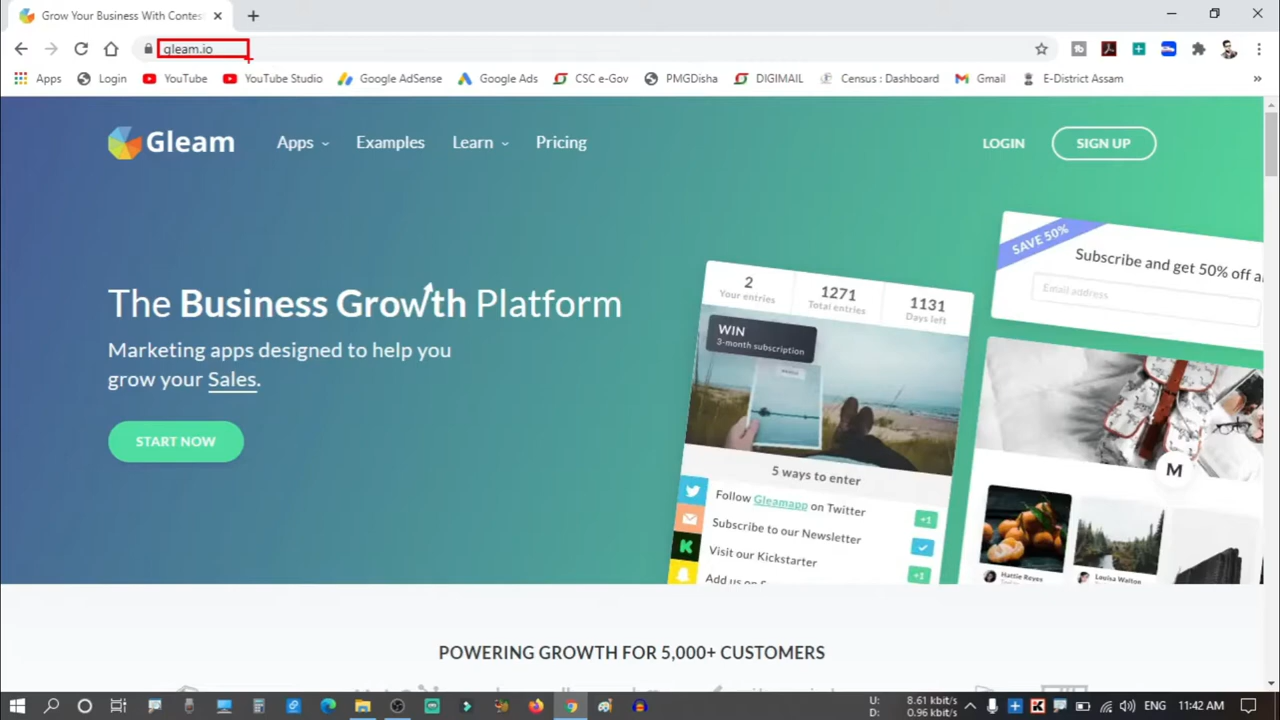 Grow Your Business With Contes
gleam.io
Apps
Login
YouTube
YouTube Studio
Google AdSense
Google Ads
CSC e-Gov
PMGDisha
DIGIMAIL
Census : Dashboard
Gmail
E-District Assam
»
Gleam
Apps
Examples
Learn
Pricing
LOGIN
SIGN UP
The Business Growth Platform
Marketing apps designed to help you
grow your Sales.
START NOW
2
Your entries
1271
Total entries
1131
Days left
WIN
3-month subscription
5 ways to enter
Follow Gleamapp on Twitter
+1
Subscribe to our Newsletter
Visit our Kickstarter
+1
Add us on
SAVE 50%
Subscribe and get 50% off a
Email address
M
Hattie Reyes
Louisa Walton
POWERING GROWTH FOR 5,000+ CUSTOMERS
U: 8.61 kbit/s
D: 0.96 kbit/s
ENG
11:42 AM